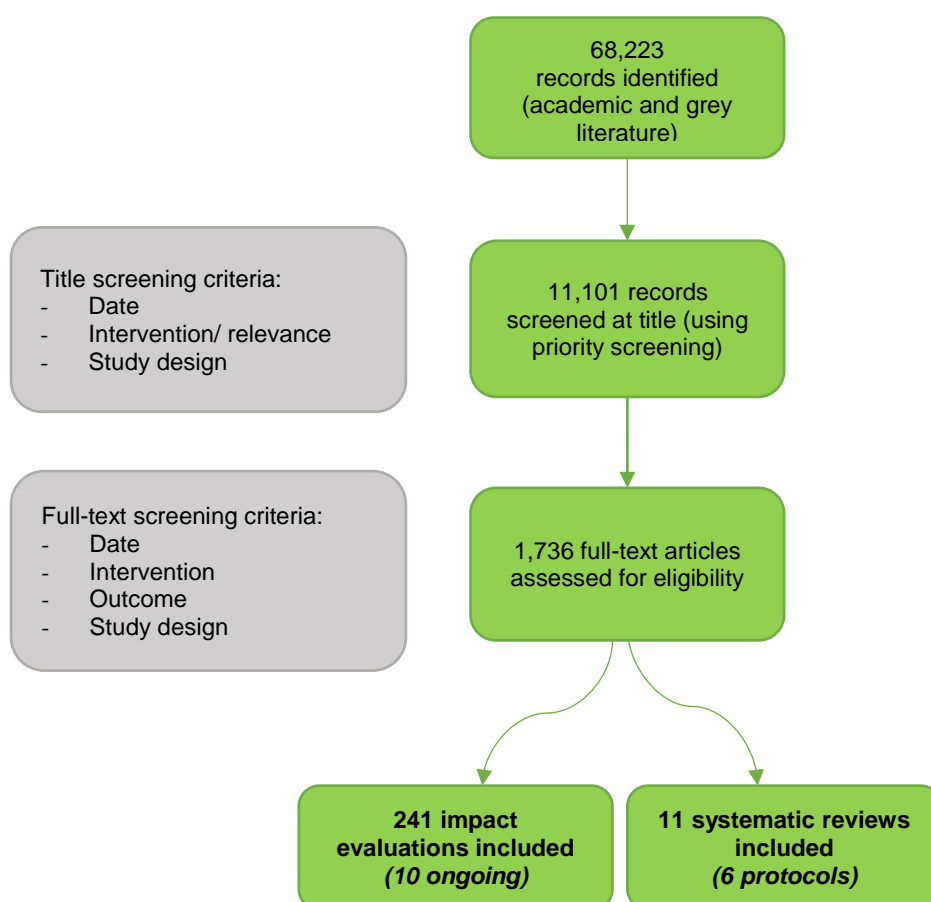 68,223
records identified
(academic and grey
literature)
Title screening criteria:
- Date
- Intervention/ relevance
- Study design
11,101 records
screened at title (using
priority screening)
Full-text screening criteria:
- Date
- Intervention
- Outcome
- Study design
1,736 full-text articles
assessed for eligibility
241 impact
evaluations included
(10 ongoing)
11 systematic reviews
included
(6 protocols)